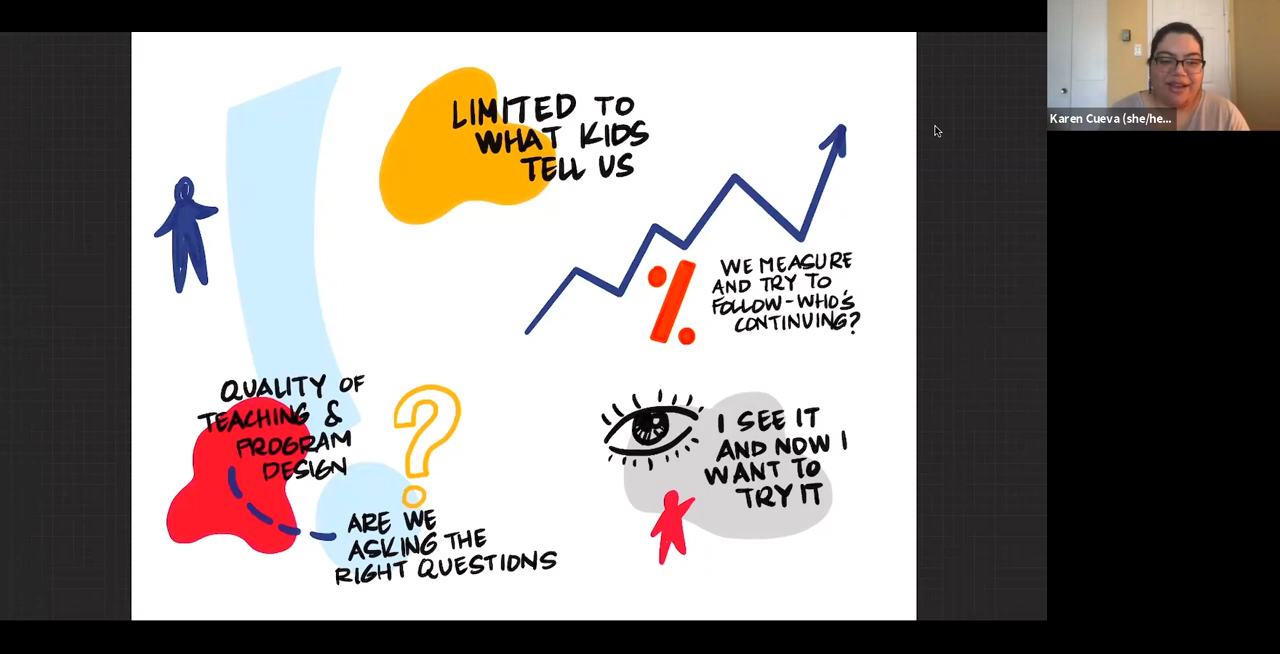 LIMITED TO
WHAT KIDS
TELL US
WE MEASURE
AND TRY TO
FOLLOW-WHO'S
CONTINUING?
QUALITY OF
TEACHING &
PROGRAM
DESIGN
?
ARE WE
ASKING THE
RIGHT QUESTIONS
%
I SEE IT
AND NOW I
WANT TO
TRY IT
Karen Cueva (she/he...